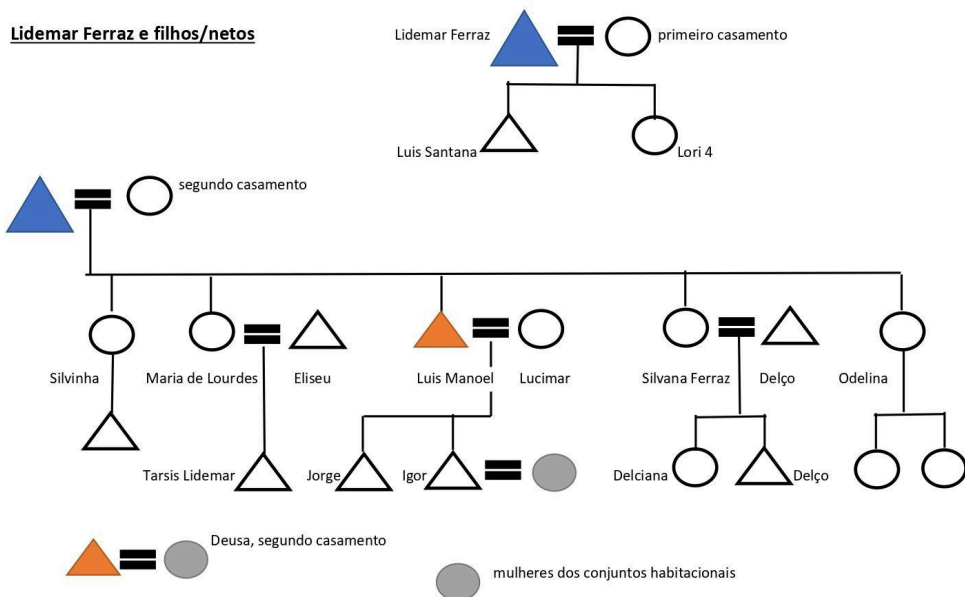 Lidemar Ferraz e filhos/netos
Lidemar Ferraz
primeiro casamento
Luis Santana
Lori 4
segundo casamento
Silvinha
Maria de Lourdes
Eliseu
Luis Manoel
Lucimar
Silvana Ferraz
Delço
Odelina
Tarsis Lidemar
Jorge
Igor
Delciana
Delço
Deusa, segundo casamento
mulheres dos conjuntos habitacionais